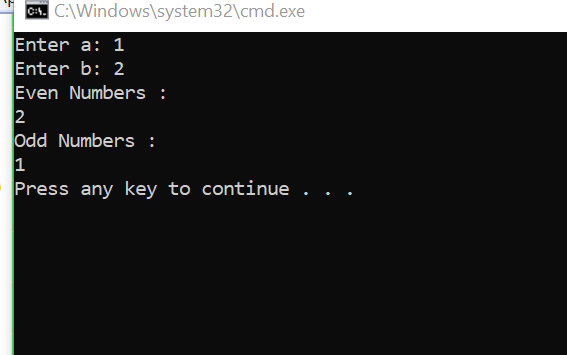 C:\Windows\system32\cmd.exe
Enter a: 1
Enter b: 2
Even Numbers :
2
Odd Numbers :
1
Press any key to continue . . .